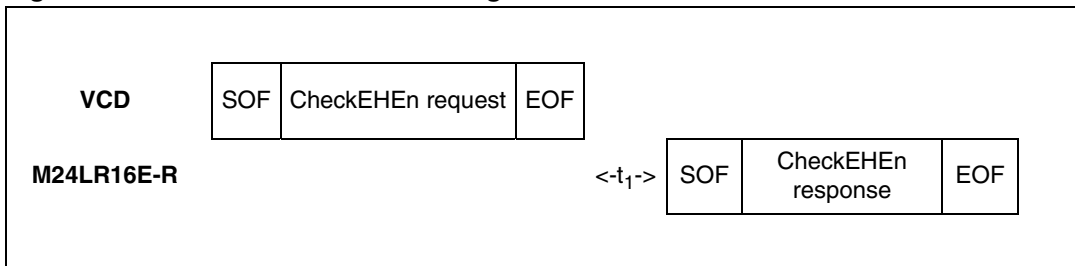 VCD SOF CheckEHEn request EOF
M24LR16E-R <-t1-> SOF CheckEHEn response EOF